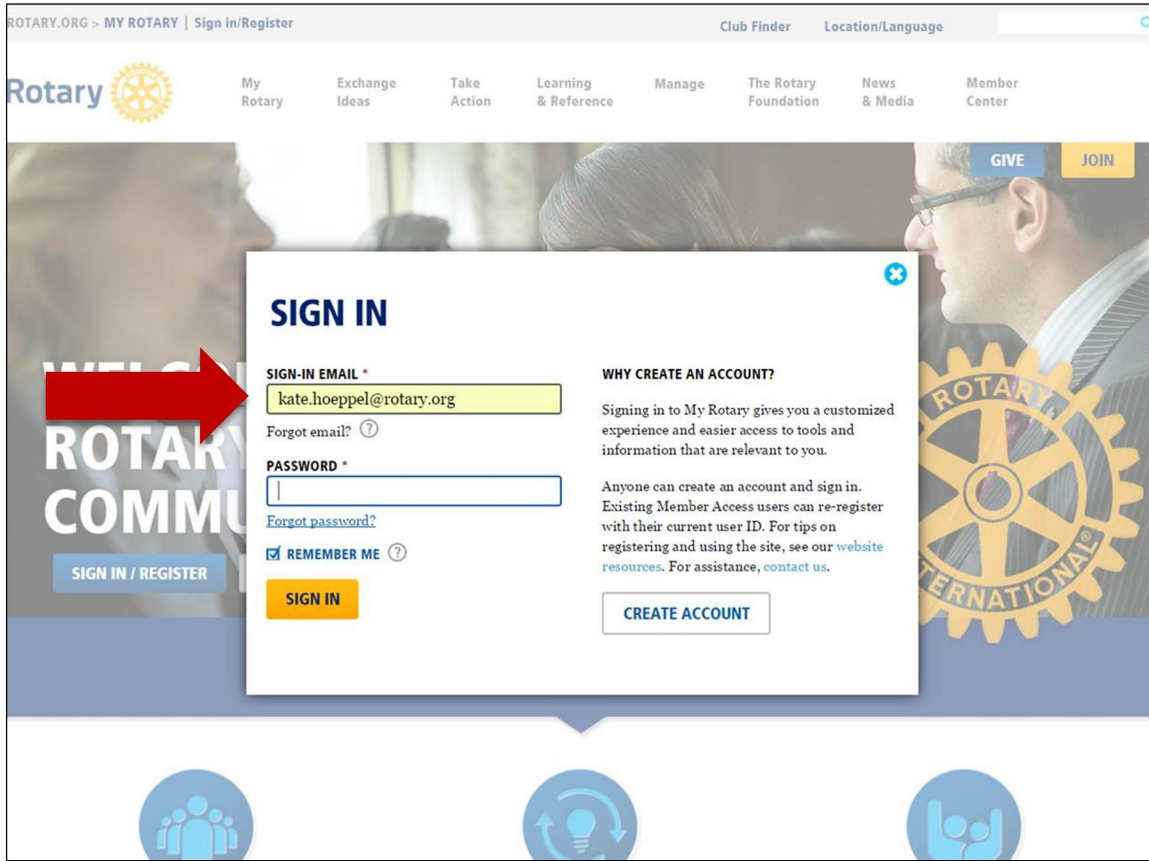 ROTARY.ORG > MY ROTARY | Sign in/Register
Club Finder
Location/Language
Rotary
My
Rotary
Exchange
Ideas
Take
Action
Learning
& Reference
Manage
The Rotary
Foundation
News
& Media
Member
Center
GIVE
JOIN
SIGN IN
SIGN-IN EMAIL *
kate.hoeppel@rotary.org
Forgot email? ?
PASSWORD *
Forgot password?
REMEMBER ME ?
SIGN IN
WHY CREATE AN ACCOUNT?
Signing in to My Rotary gives you a customized
experience and easier access to tools and
information that are relevant to you.
Anyone can create an account and sign in.
Existing Member Access users can re-register
with their current user ID. For tips on
registering and using the site, see our website
resources. For assistance, contact us.
CREATE ACCOUNT
ROTARY
COMMU
SIGN IN / REGISTER
ROTARY
INTERNATIONAL